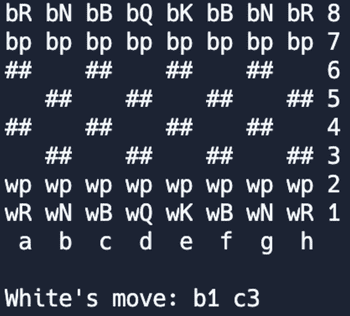 bR bN bB bQ bK bB bN bR 8
bp bp bp bp bp bp bp bp 7
##    ##    ##    ##    6
   ##    ##    ##    ## 5
##    ##    ##    ##    4
   ##    ##    ##    ## 3
wp wp wp wp wp wp wp wp 2
wR wN wB wQ wK wB wN wR 1
 a  b  c  d  e  f  g  h

White's move: b1 c3